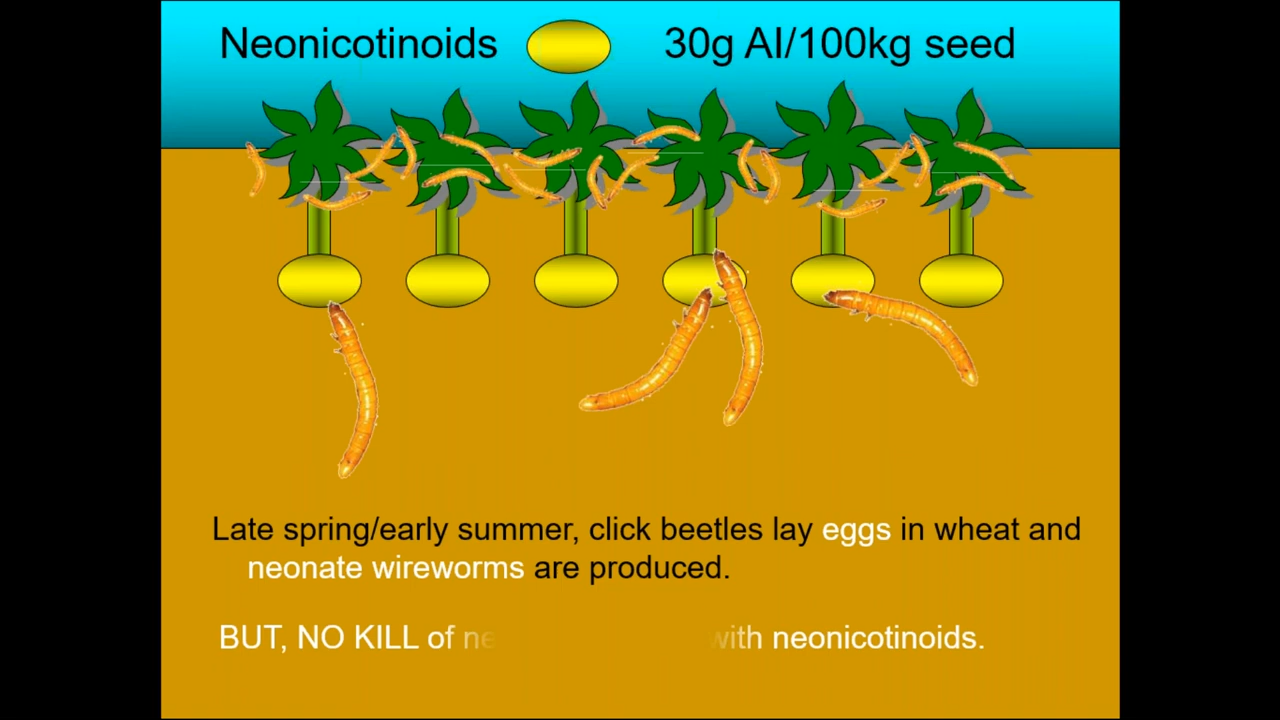 Neonicotinoids 30g AI/100kg seed
Late spring/early summer, click beetles lay eggs in wheat and
neonate wireworms are produced.
BUT, NO KILL of with neonicotinoids.